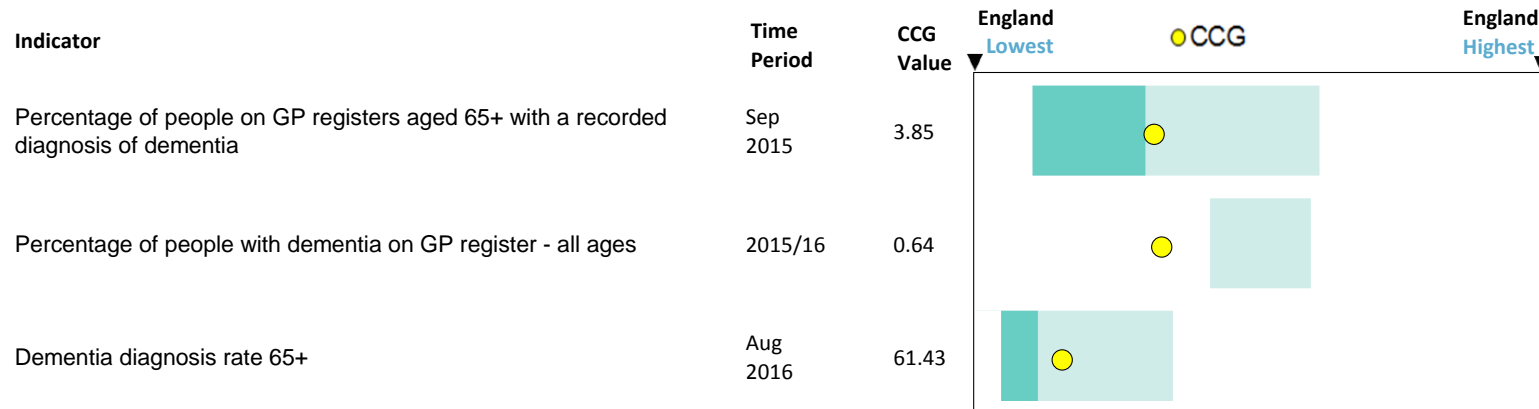 Indicator
Time
Period
CCG
Value
England
Lowest
CCG
England
Highest
Percentage of people on GP registers aged 65+ with a recorded
diagnosis of dementia
Sep
2015
3.85
Percentage of people with dementia on GP register - all ages
2015/16
0.64
Dementia diagnosis rate 65+
Aug
2016
61.43